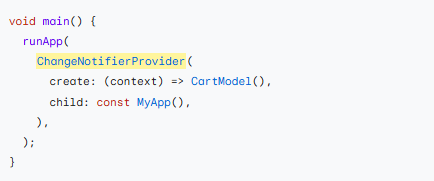 void main() {
  runApp(
    ChangeNotifierProvider(
      create: (context) => CartModel(),
      child: const MyApp(),
    ),
  );
}